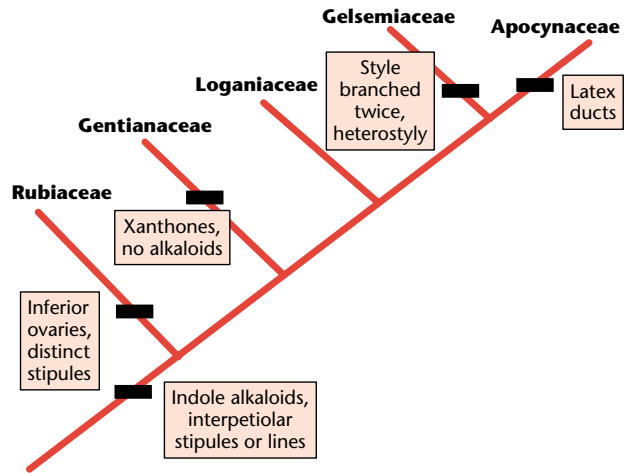 Gelsemiaceae
Apocynaceae
Style
branched
twice,
heterostyly
Latex
ducts
Loganiaceae
Gentianaceae
Rubiaceae
Xanthones,
no alkaloids
Inferior
ovaries,
distinct
stipules
Indole alkaloids,
interpetiolar
stipules or lines